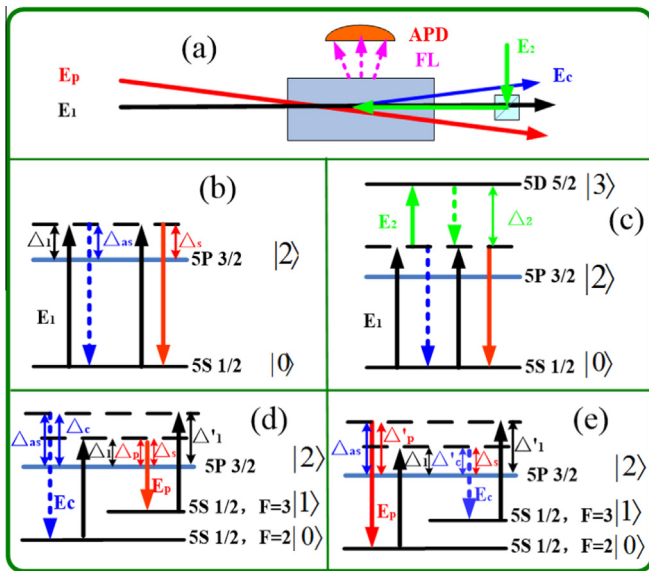 (a)
APD
FL
E2
Ep
Ec
E1
(b)
△1
△as
△s
5P 3/2 |2⟩
E1
5S 1/2 |0⟩
5D 5/2 |3⟩
E2
△2
(c)
5P 3/2 |2⟩
E1
5S 1/2 |0⟩
(d)
△as
△c
△1
△p
△s
△'1
5P 3/2 |2⟩
Ec
Ep
5S 1/2, F=3 |1⟩
5S 1/2, F=2 |0⟩
(e)
△as
△'p
△1
△'c
△s
△'1
5P 3/2 |2⟩
Ep
Ec
5S 1/2, F=3 |1⟩
5S 1/2, F=2 |0⟩